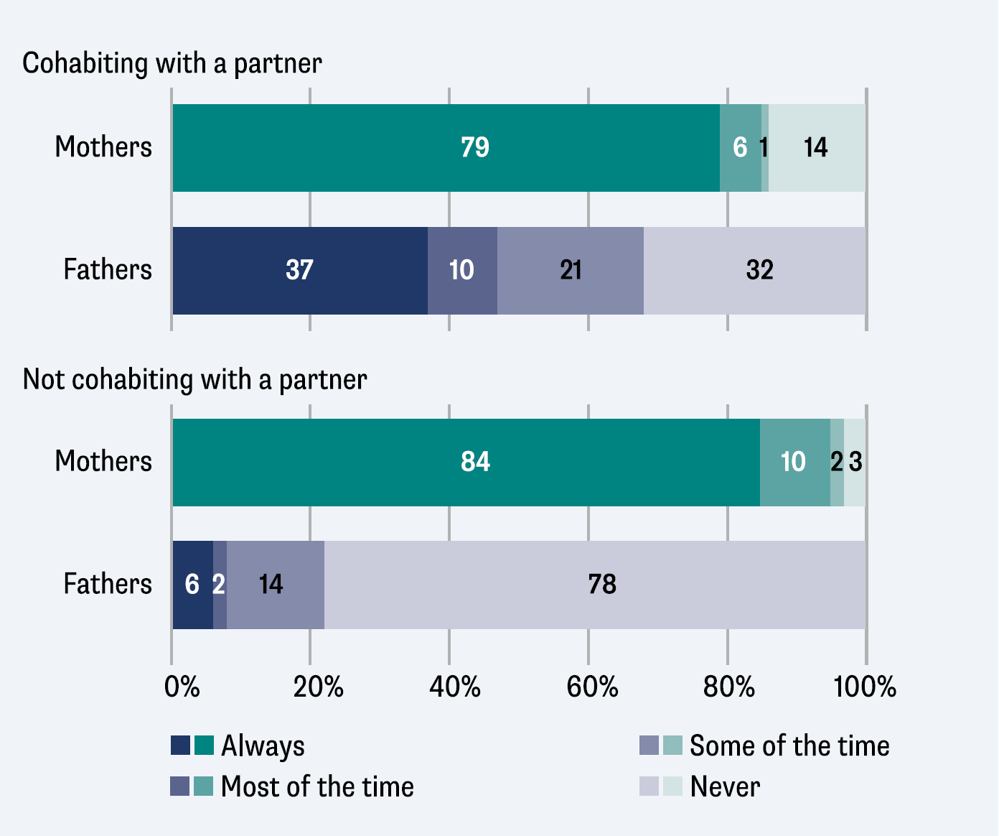 Cohabiting with a partner
Mothers
79 6 1 14
Fathers
37 10 21 32
Not cohabiting with a partner
Mothers
84 10 2 3
Fathers
6 2 14 78
0% 20% 40% 60% 80% 100%
Always
Some of the time
Most of the time
Never